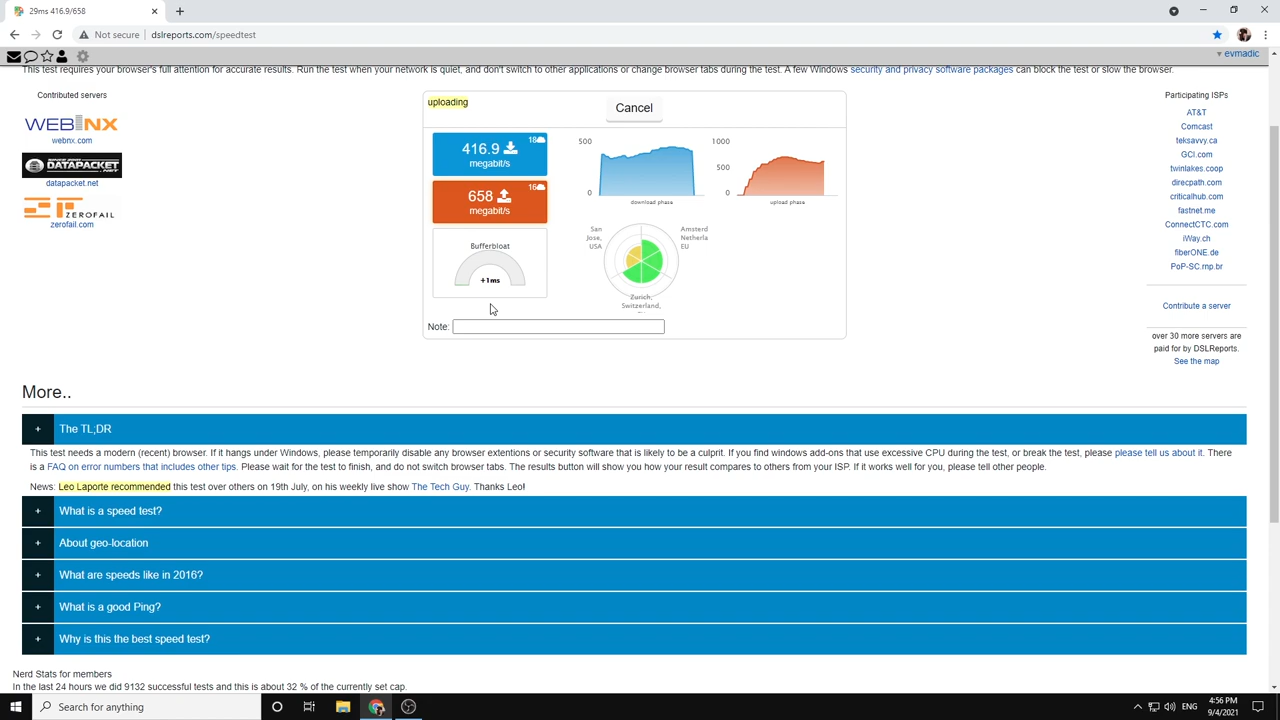 29ms 416.9/658
Not secure
dslreports.com/speedtest
evmadic
This test requires your browser's full attention for accurate results. Run the test when your network is quiet, and don't switch to other applications or change browser tabs during the test. A few Windows security and privacy software packages can block the test or slow the browser.
Contributed servers
WEBNX
webnx.com
DATAPACKET
datapacket.net
ZEROFAIL
zerofail.com
uploading
Cancel
416.9
megabit/s
18
658
megabit/s
16
Bufferbloat
+1ms
500
0
download phase
1000
500
0
upload phase
San
Jose,
USA
Amsterd
Netherla
EU
Zurich,
Switzerland,
Note:
Participating ISPs
AT&T
Comcast
teksavvy.ca
GCI.com
twinlakes.coop
direcpath.com
criticalhub.com
fastnet.me
ConnectCTC.com
iWay.ch
fiberONE.de
PoP-SC.rnp.br
Contribute a server
over 30 more servers are
paid for by DSLReports.
See the map
More..
+ The TL;DR
This test needs a modern (recent) browser. If it hangs under Windows, please temporarily disable any browser extentions or security software that is likely to be a culprit. If you find windows add-ons that use excessive CPU during the test, or break the test, please please tell us about it. There
is a FAQ on error numbers that includes other tips. Please wait for the test to finish, and do not switch browser tabs. The results button will show you how your result compares to others from your ISP. If it works well for you, please tell other people.
News: Leo Laporte recommended this test over others on 19th July, on his weekly live show The Tech Guy. Thanks Leo!
+ What is a speed test?
+ About geo-location
+ What are speeds like in 2016?
+ What is a good Ping?
+ Why is this the best speed test?
Nerd Stats for members
In the last 24 hours we did 9132 successful tests and this is about 32 % of the currently set cap.
Search for anything
ENG
4:56 PM
9/4/2021